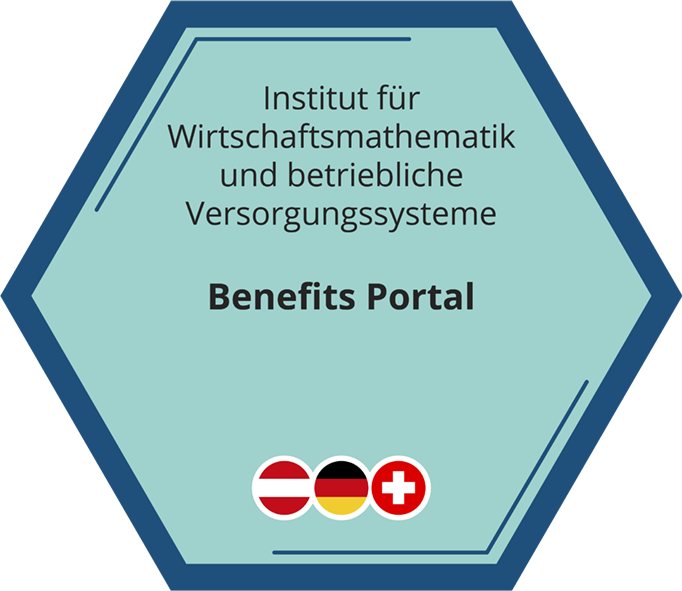 Institut für
Wirtschaftsmathematik
und betriebliche
Versorgungssysteme
Benefits Portal